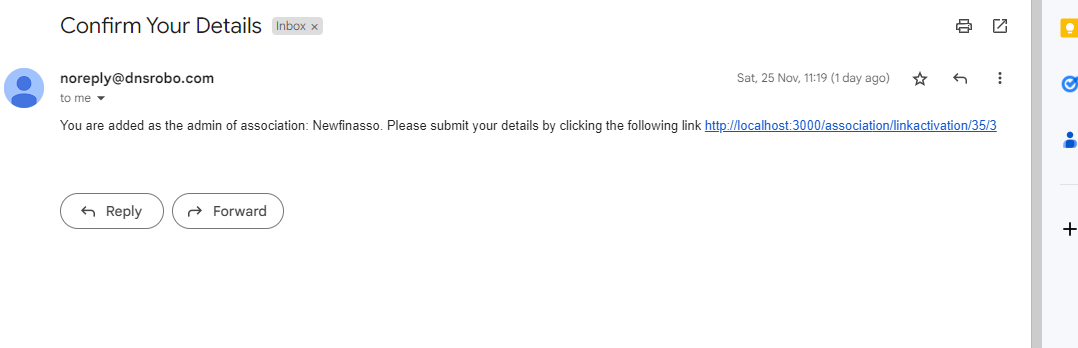 Confirm Your Details Inbox ×
noreply@dnsrobo.com Sat, 25 Nov, 11:19 (1 day ago)
to me
You are added as the admin of association: Newfinasso. Please submit your details by clicking the following link http://localhost:3000/association/linkactivation/35/3
Reply Forward